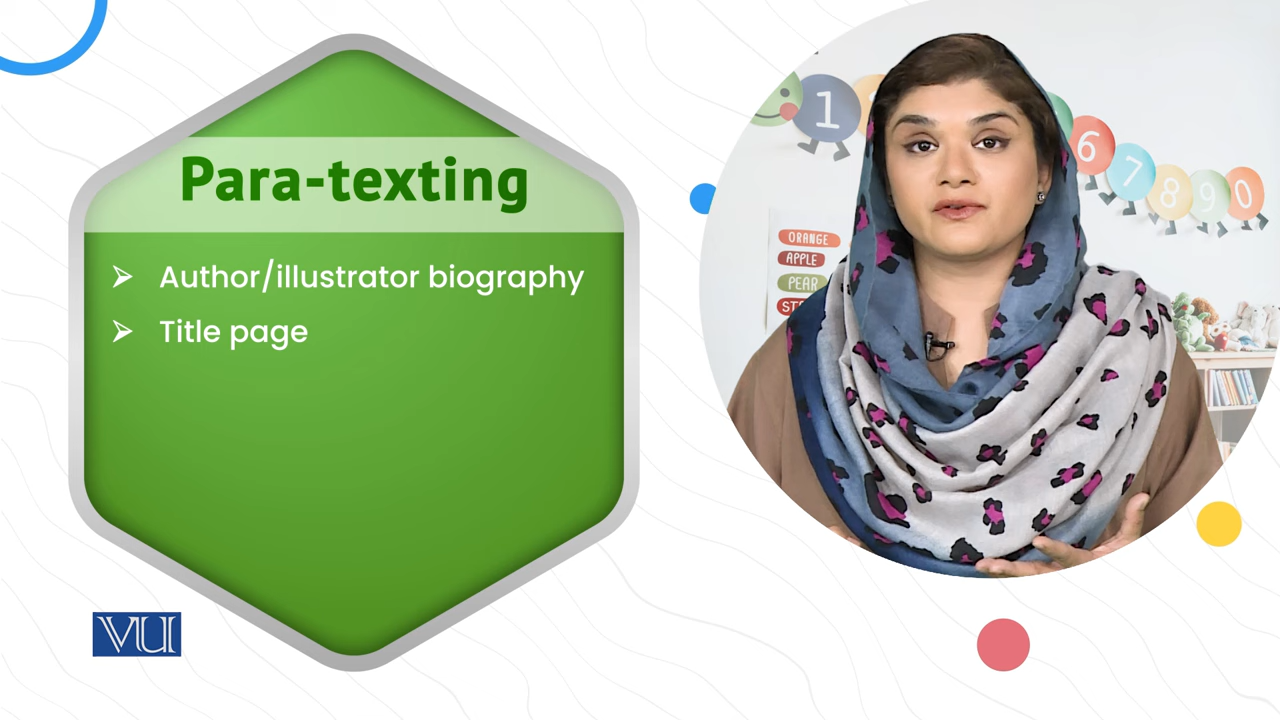 Para-texting
Author/illustrator biography
Title page
VU
1
6
7
8
9
0
ORANGE
APPLE
PEAR